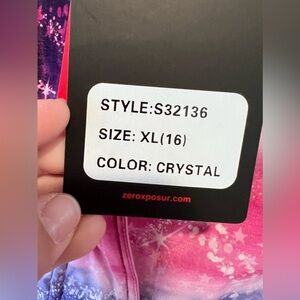 STYLE:S32136
SIZE: XL(16)
COLOR: CRYSTAL
zeroxposur.com